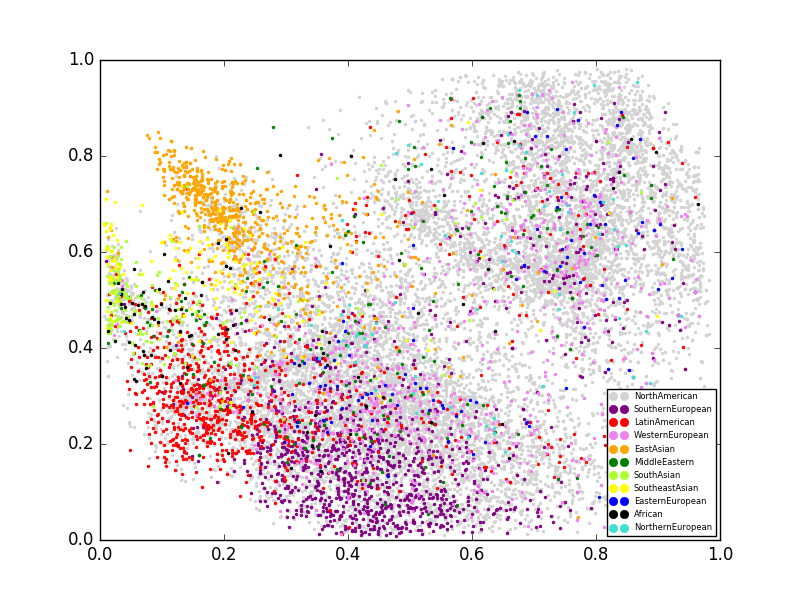 1.0
0.8
0.6
0.4
0.2
0.0
0.0 0.2 0.4 0.6 0.8 1.0
NorthAmerican
SouthernEuropean
LatinAmerican
WesternEuropean
EastAsian
MiddleEastern
SouthAsian
SoutheastAsian
EasternEuropean
African
NorthernEuropean